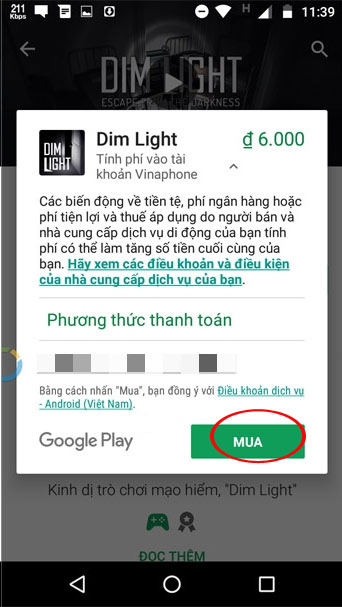 211
Kbps
H
11:39
DIM LIGHT
ESCAPE
DARKNESS
DIM
LIGHT
Dim Light
₫ 6.000
Tính phí vào tài
khoản Vinaphone
Các biến động về tiền tệ, phí ngân hàng hoặc
phí tiện lợi và thuế áp dụng do người bán và
nhà cung cấp dịch vụ di động của bạn tính
phí có thể làm tăng số tiền cuối cùng của
bạn. Hãy xem các điều khoản và điều kiện
của nhà cung cấp dịch vụ của bạn.
Phương thức thanh toán
Bằng cách nhấn "Mua", bạn đồng ý với Điều khoản dịch vụ
- Android (Việt Nam).
Google Play
MUA
Kinh dị trò chơi mạo hiểm, "Dim Light"
ĐỌC THÊM